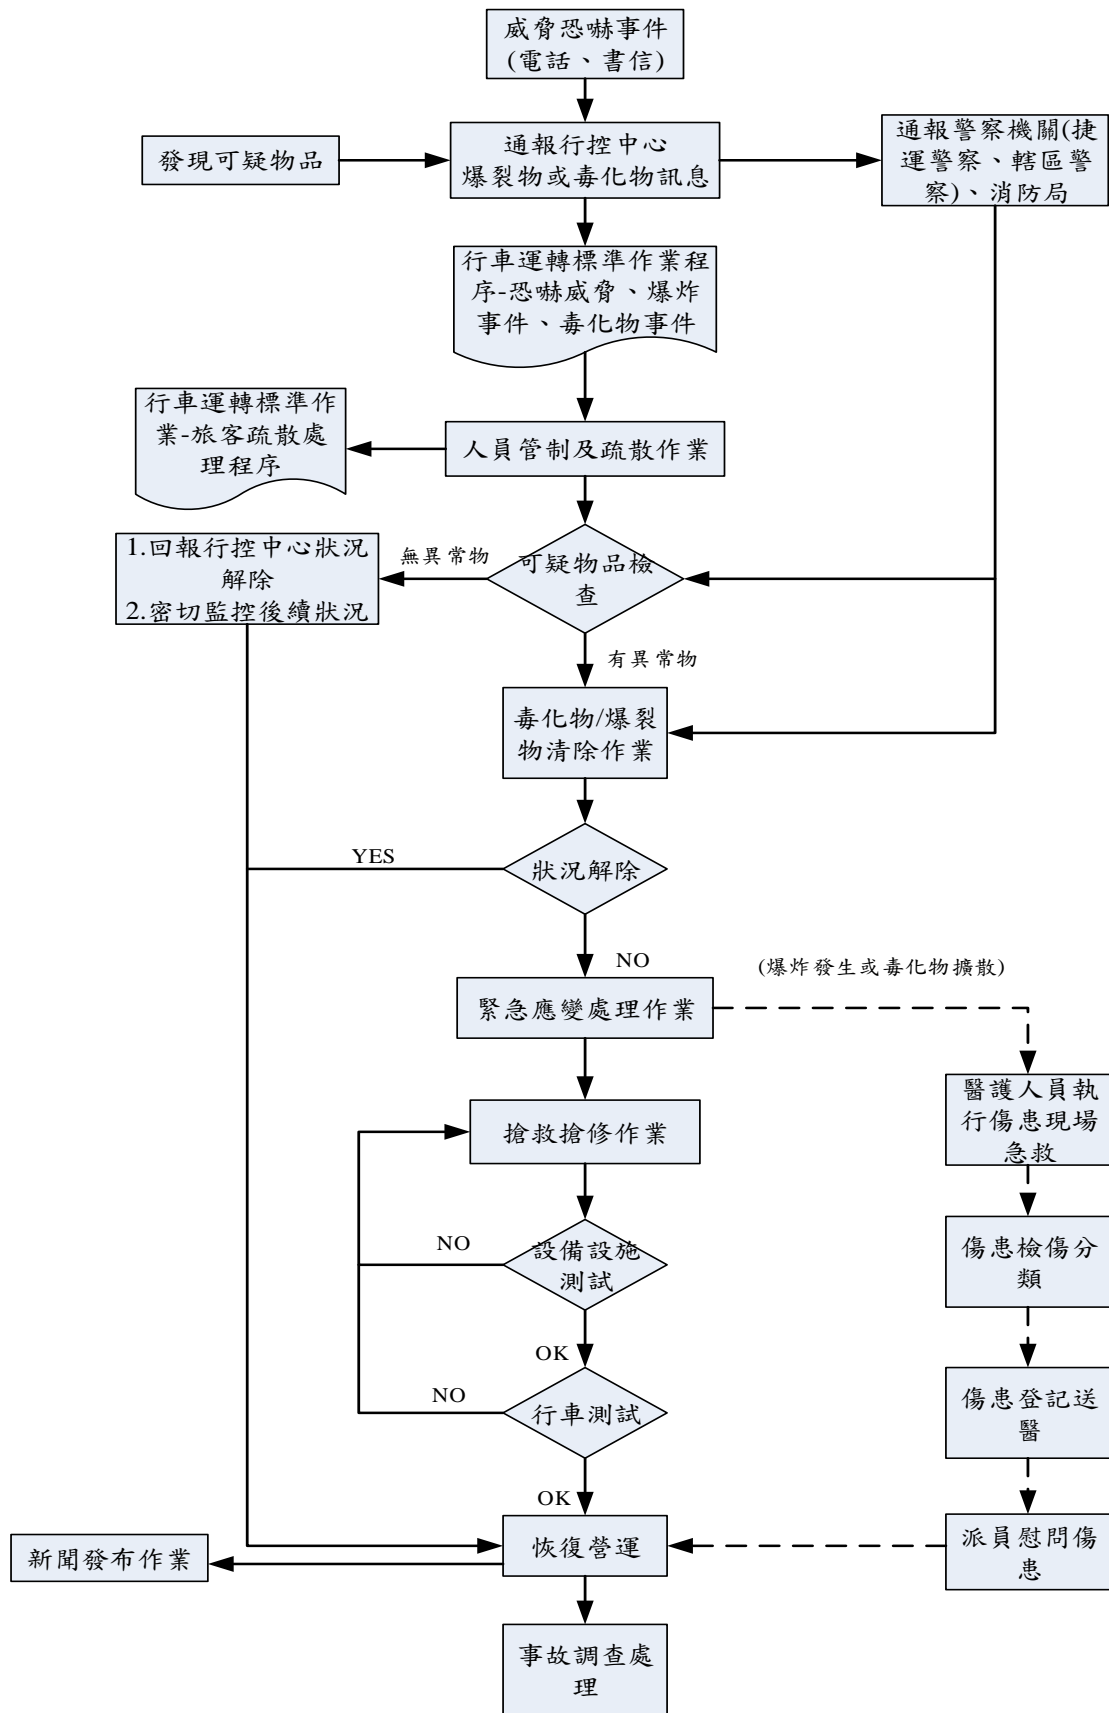 威脅恐嚇事件
(電話、書信)
發現可疑物品
通報行控中心
爆裂物或毒化物訊息
通報警察機關(捷
運警察、轄區警
察)、消防局
行車運轉標準作業程
序-恐嚇威脅、爆炸
事件、毒化物事件
行車運轉標準作
業-旅客疏散處
理程序
人員管制及疏散作業
1.回報行控中心狀況
解除
2.密切監控後續狀況
無異常物
可疑物品檢
查
有異常物
毒化物/爆裂
物清除作業
YES
狀況解除
NO
(爆炸發生或毒化物擴散)
緊急應變處理作業
醫護人員執
行傷患現場
急救
搶救搶修作業
NO
設備設施
測試
傷患檢傷分
類
OK
NO
行車測試
傷患登記送
醫
OK
新聞發布作業
恢復營運
派員慰問傷
患
事故調查處
理